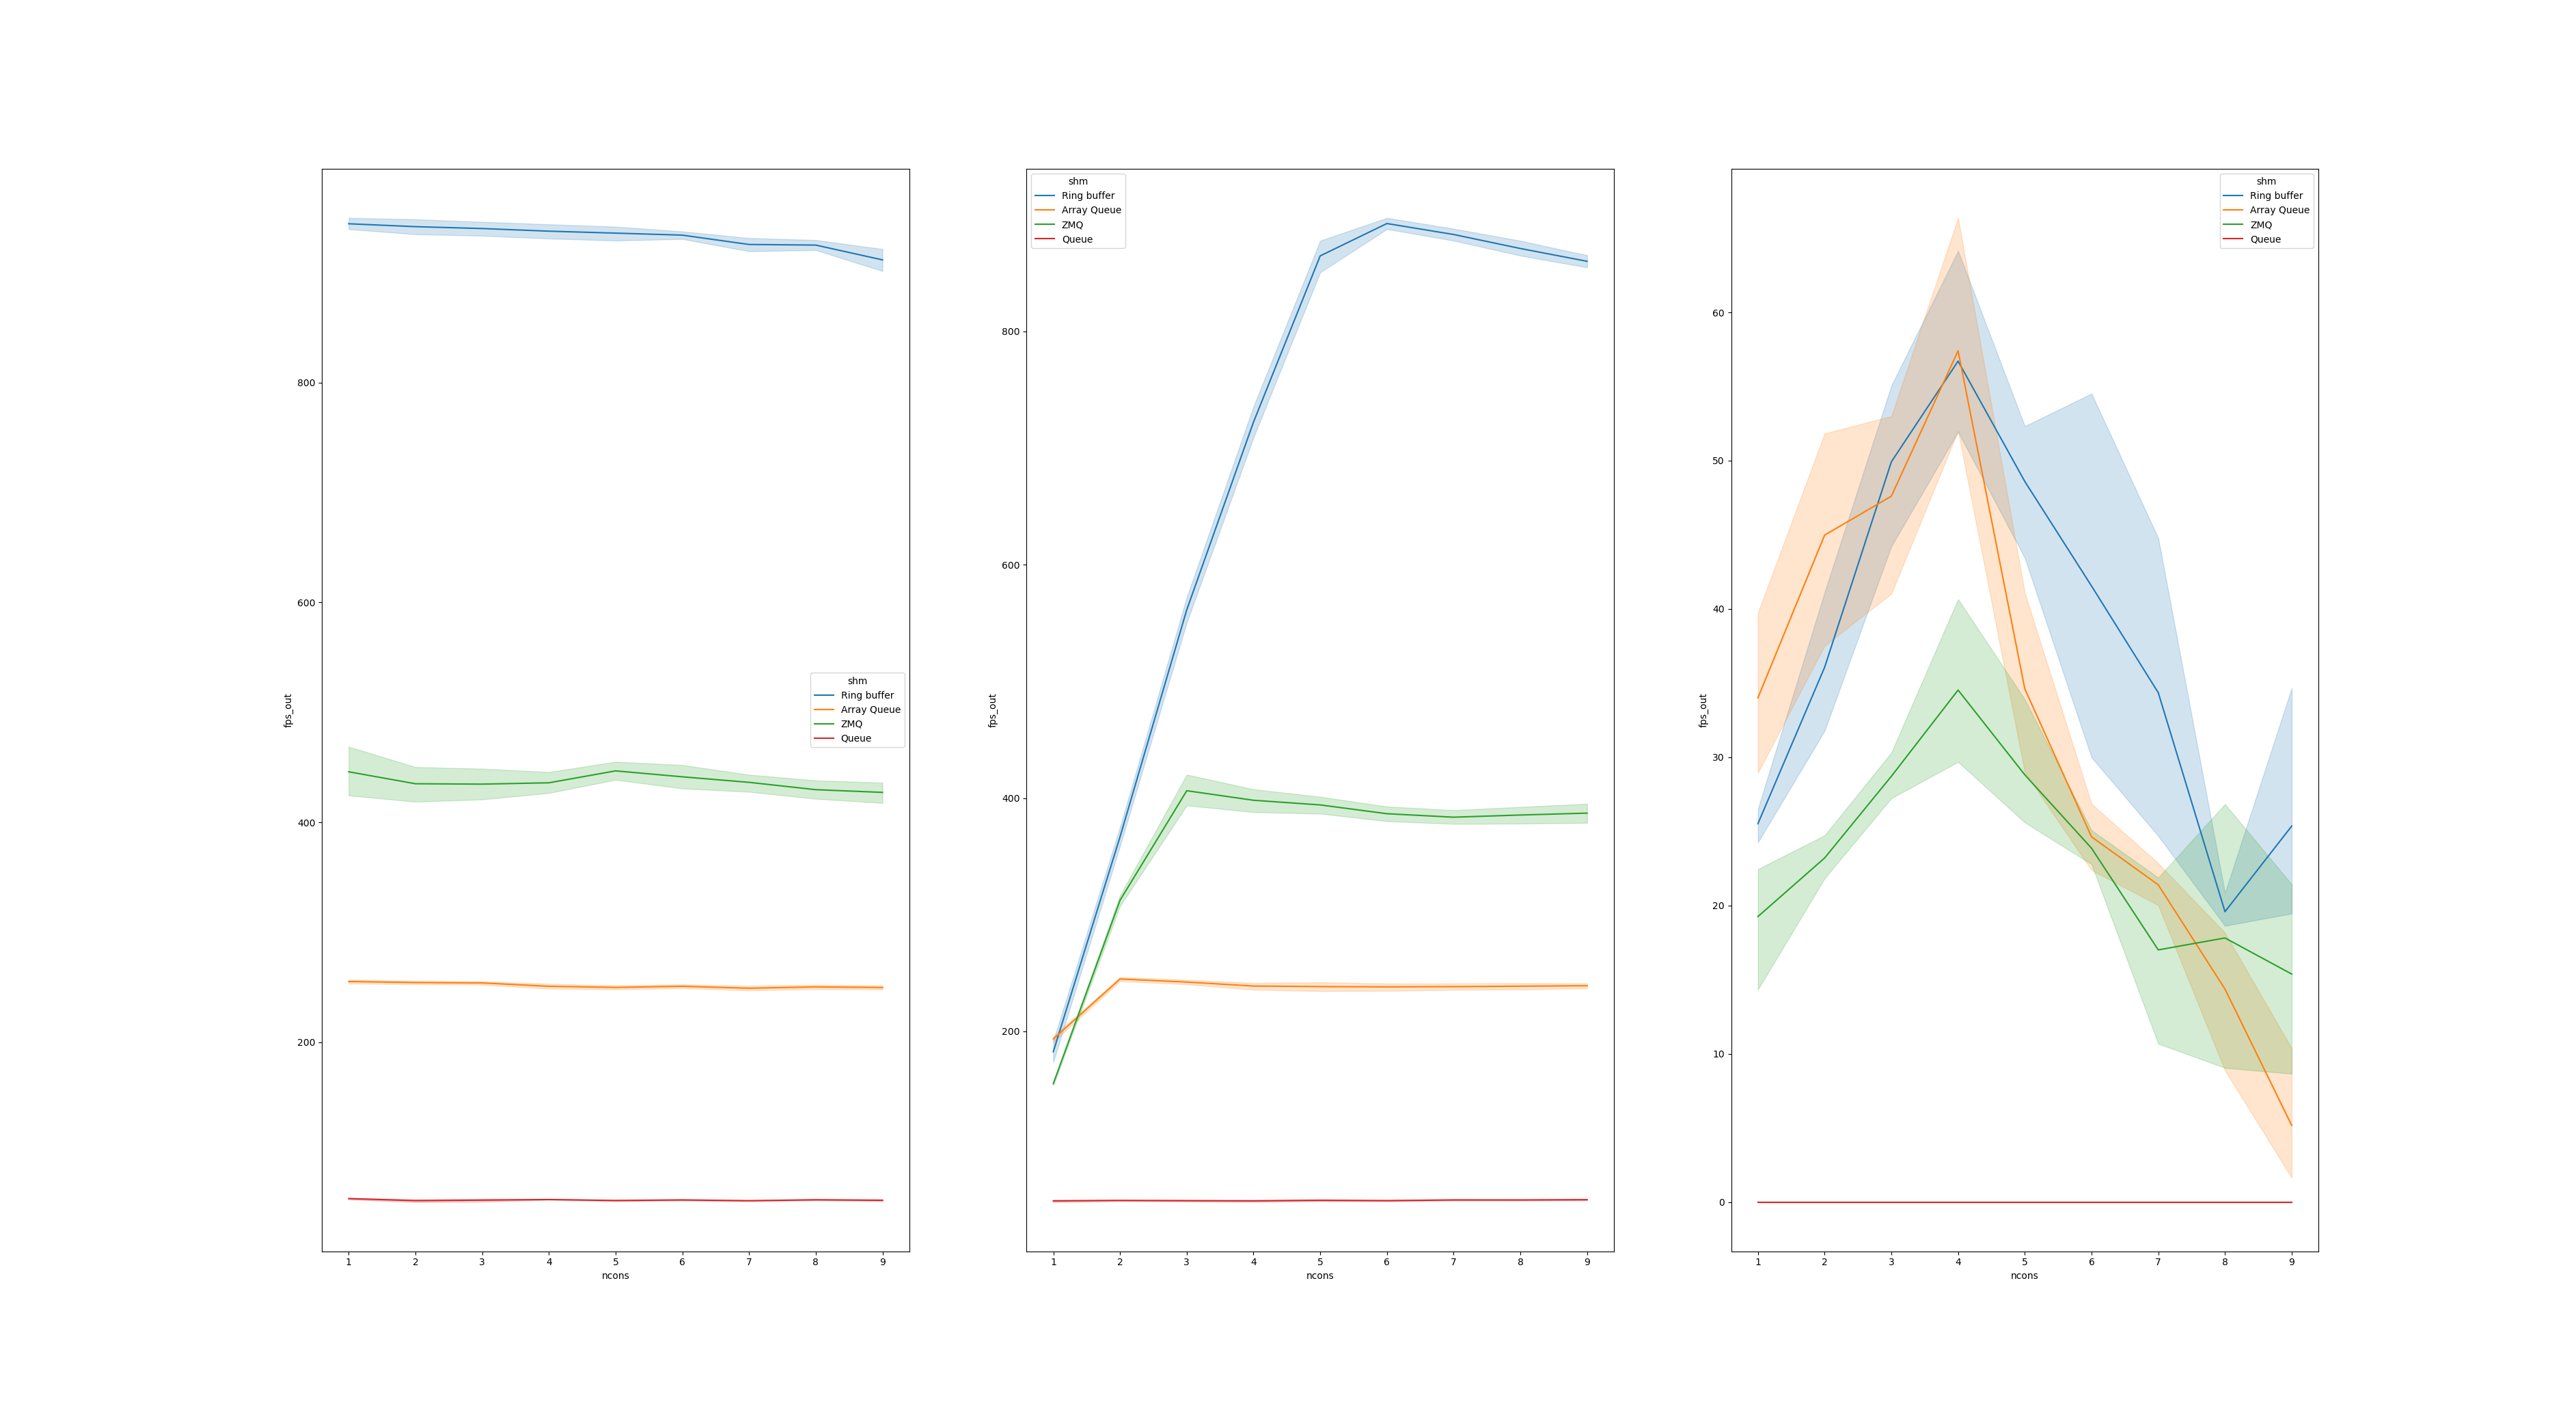 fps_out
800
600
400
200
shm
Ring buffer
Array Queue
ZMQ
Queue
1 2 3 4 5 6 7 8 9
ncons
fps_out
800
600
400
200
shm
Ring buffer
Array Queue
ZMQ
Queue
1 2 3 4 5 6 7 8 9
ncons
fps_out
60
50
40
30
20
10
0
shm
Ring buffer
Array Queue
ZMQ
Queue
1 2 3 4 5 6 7 8 9
ncons